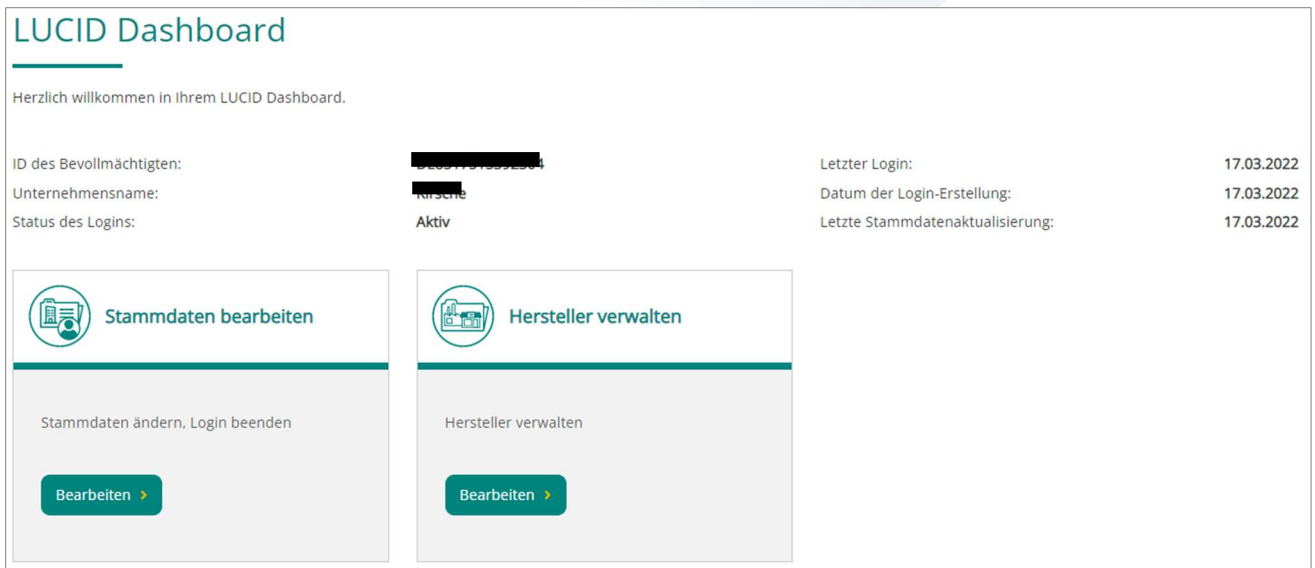 LUCID Dashboard
Herzlich willkommen in Ihrem LUCID Dashboard.
ID des Bevollmächtigten:
Letzter Login: 17.03.2022
Unternehmensname:
Datum der Login-Erstellung: 17.03.2022
Status des Logins: Aktiv
Letzte Stammdatenaktualisierung: 17.03.2022
Stammdaten bearbeiten
Stammdaten ändern, Login beenden
Bearbeiten >
Hersteller verwalten
Hersteller verwalten
Bearbeiten >